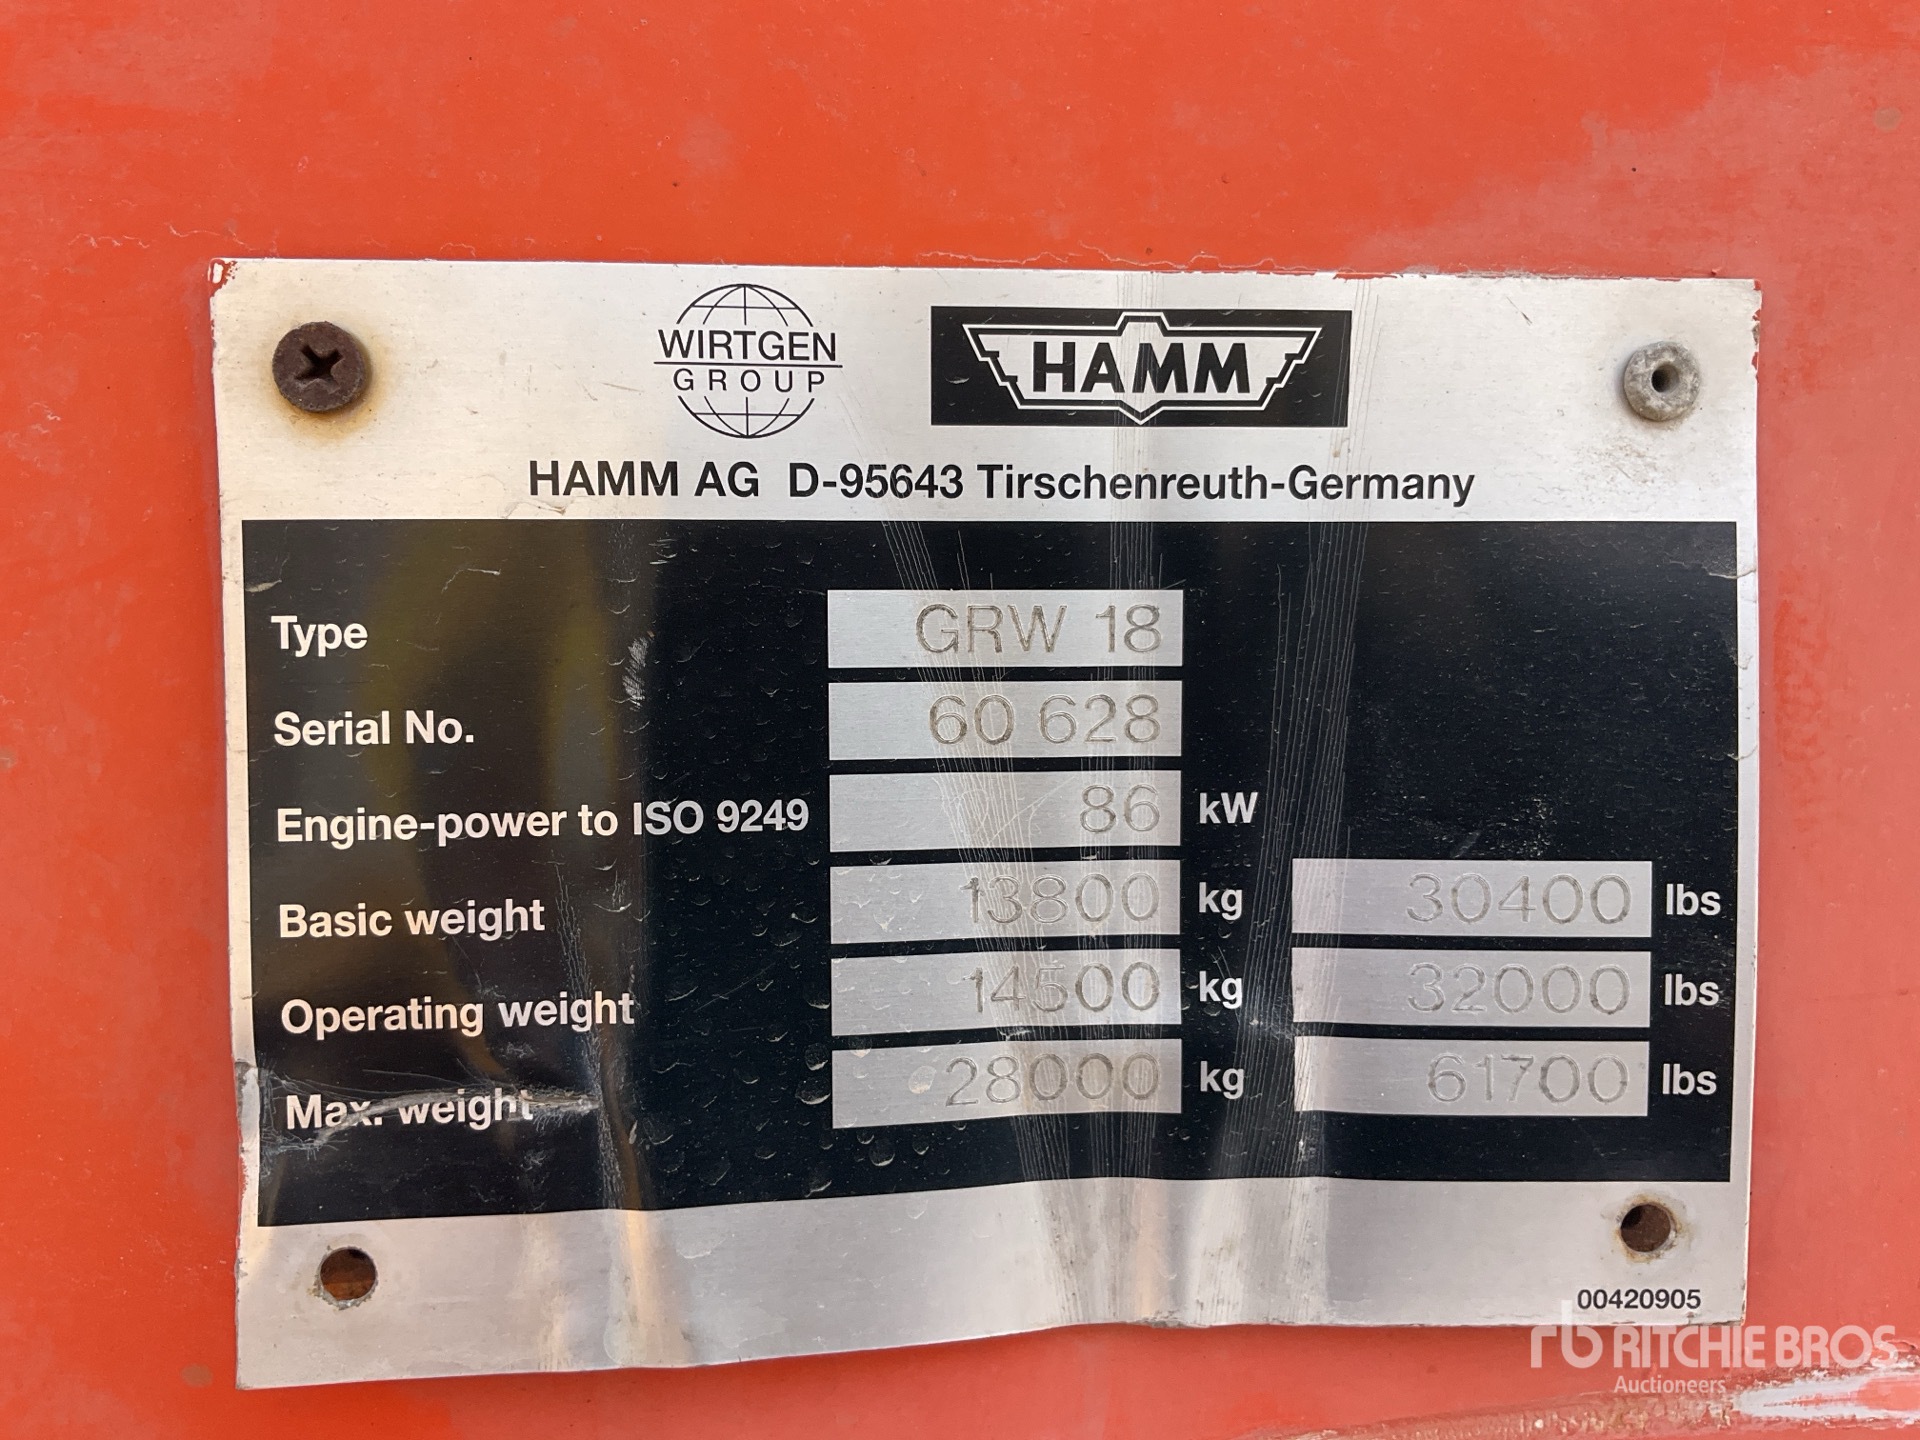 WIRTGEN
GROUP
HAMM
HAMM AG D-95643 Tirschenreuth-Germany
Type GRW 18
Serial No. 60 628
Engine-power to ISO 9249 86 kW
Basic weight 13800 kg 30400 lbs
Operating weight 14500 kg 32000 lbs
Max. weight 28000 kg 61700 lbs
00420905
rb RITCHIE BROS
Auctioneers